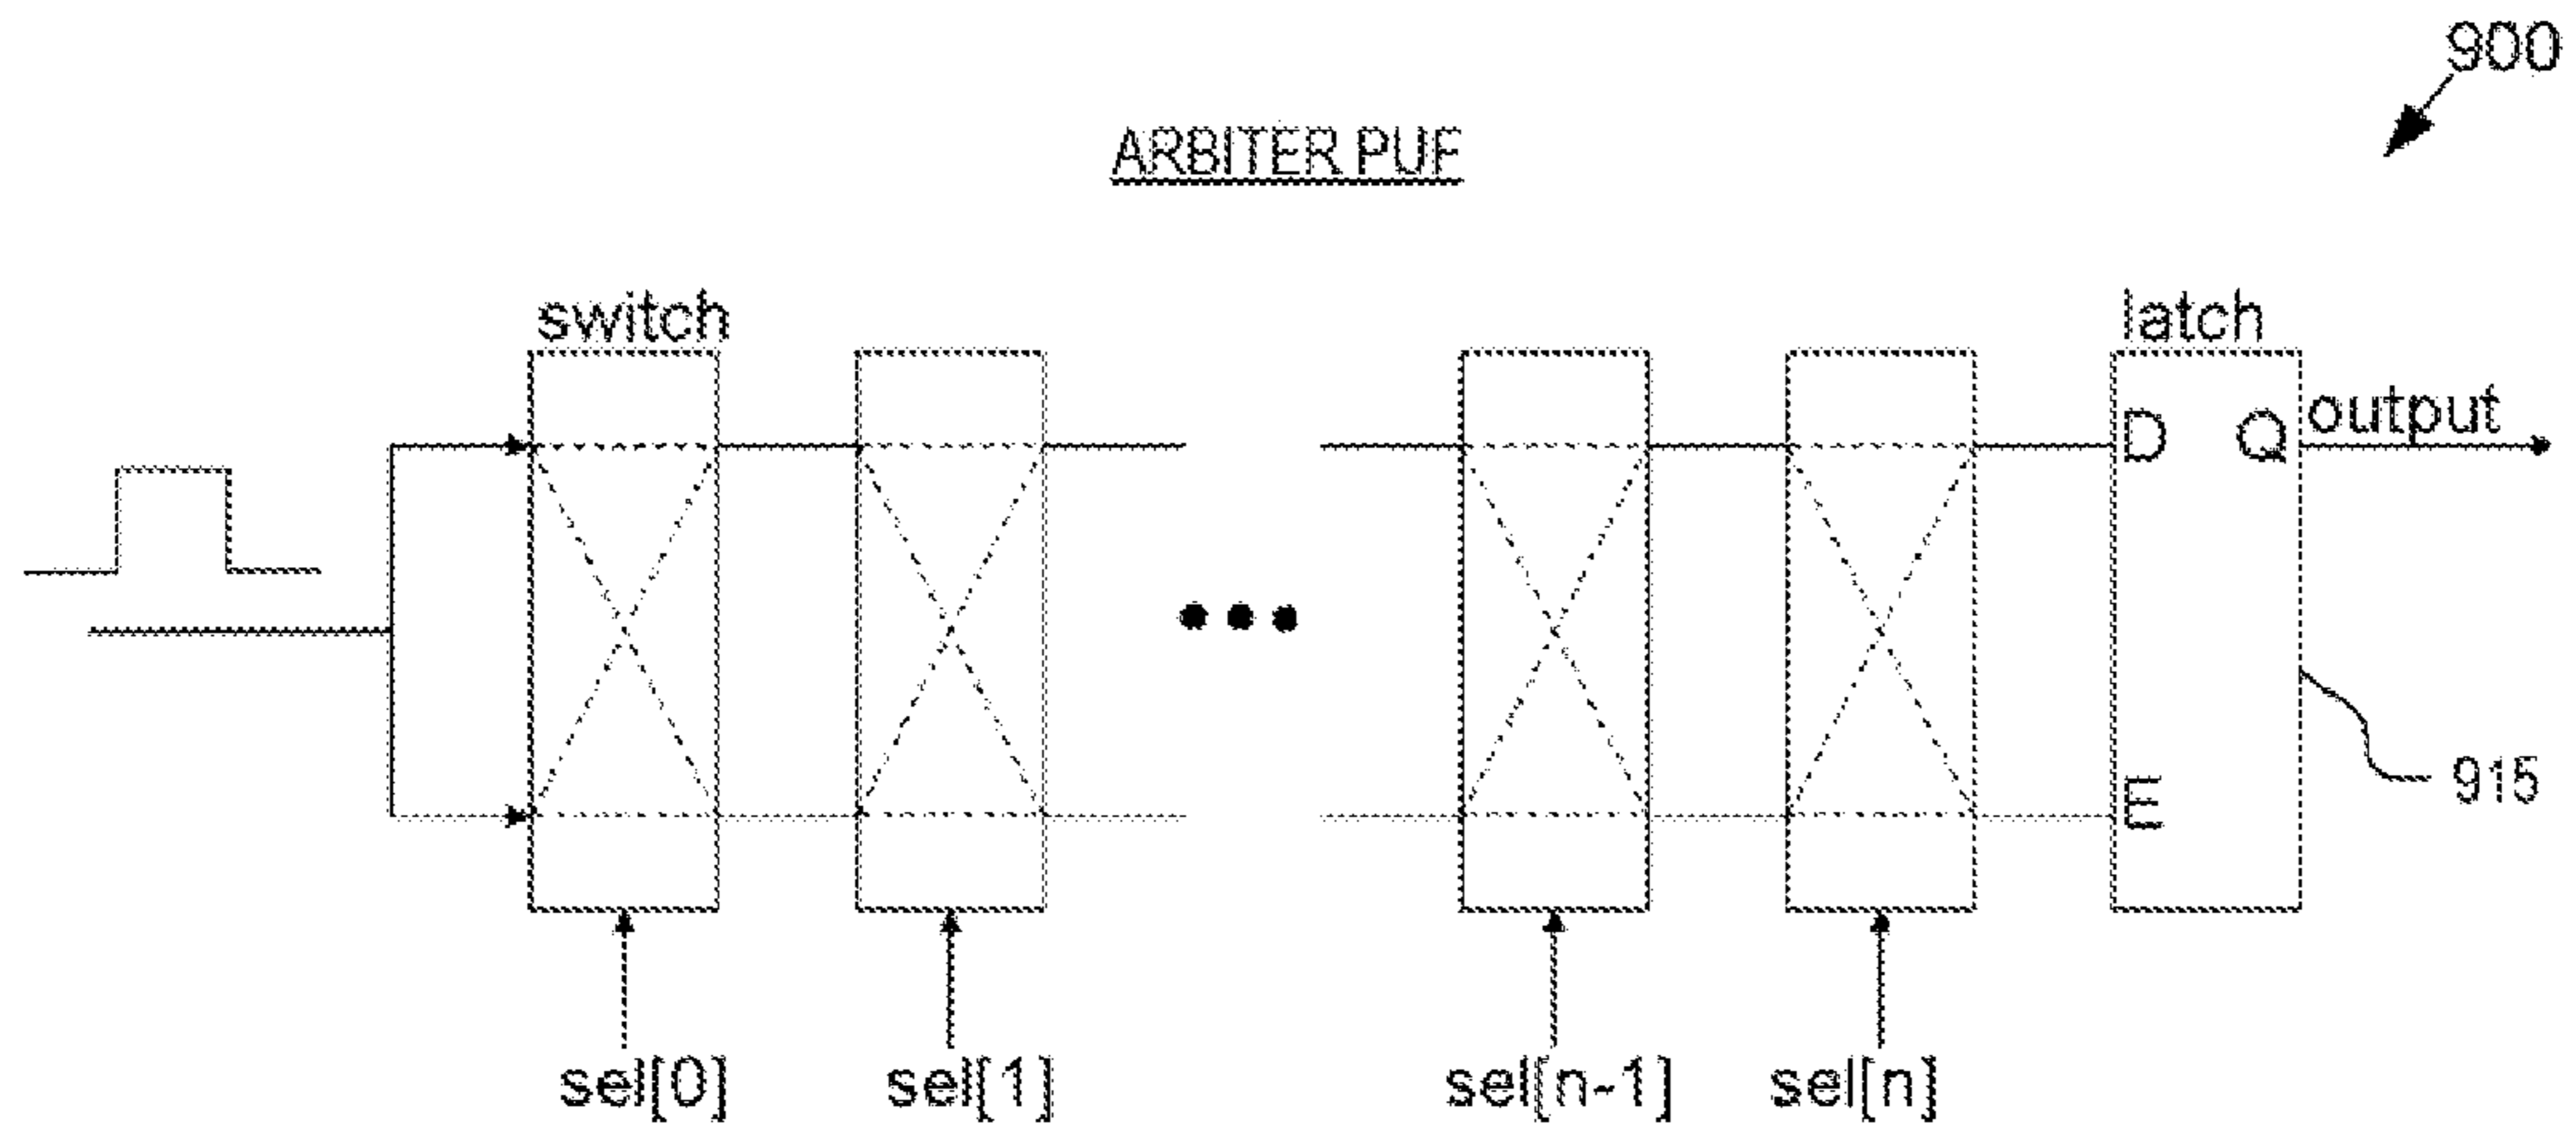 900
ARBITER PUF
switch
latch
D Q output
E
915
sel[0] sel[1] sel[n-1] sel[n]